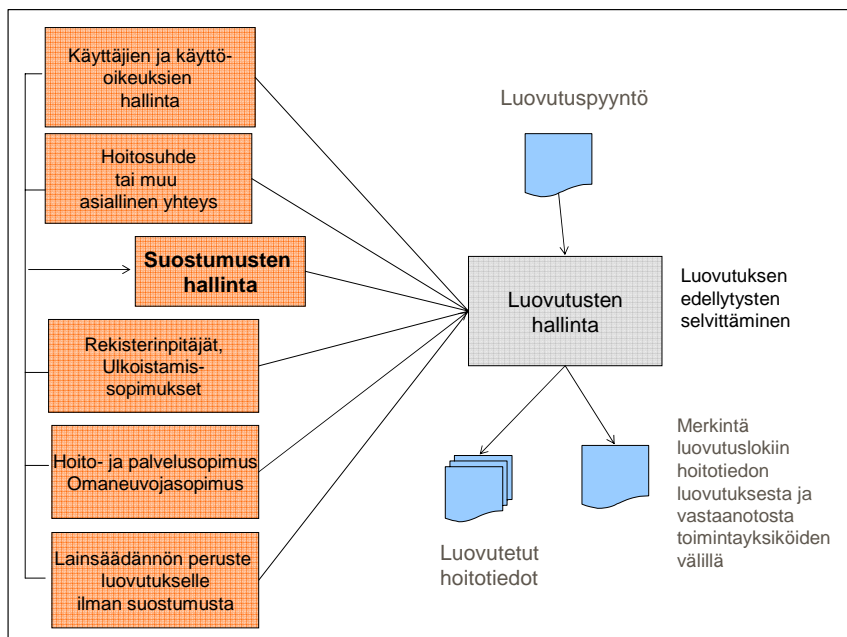 Käyttäjien ja käyttö-
oikeuksien
hallinta
Hoitosuhde
tai muu
asiallinen yhteys
Suostumusten
hallinta
Rekisterinpitäjät,
Ulkoistamis-
sopimukset
Hoito- ja palvelusopimus
Omaneuvojasopimus
Lainsäädännön peruste
luovutukselle
ilman suostumusta
Luovutuspyyntö
Luovutusten
hallinta
Luovutuksen
edellytysten
selvittäminen
Luovutetut
hoitotiedot
Merkintä
luovutuslokiin
hoitotiedon
luovutuksesta ja
vastaanotosta
toimintayksiköiden
välillä